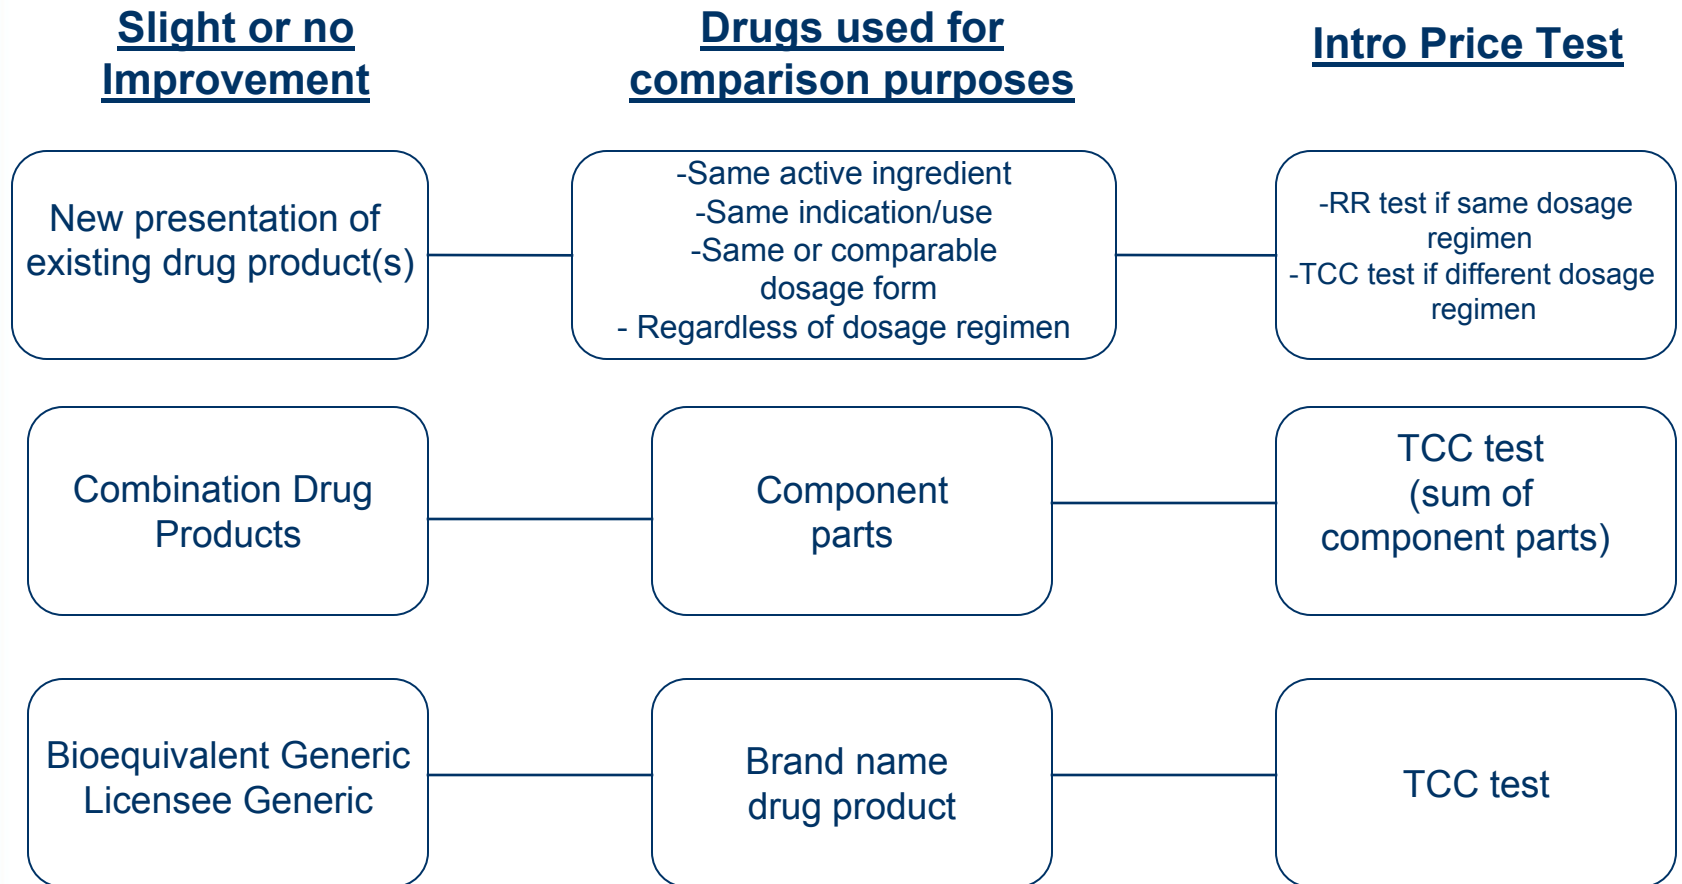 Slight or no
Improvement
Drugs used for
comparison purposes
Intro Price Test
New presentation of
existing drug product(s)
-Same active ingredient
-Same indication/use
-Same or comparable
dosage form
- Regardless of dosage regimen
-RR test if same dosage
regimen
-TCC test if different dosage
regimen
Combination Drug
Products
Component
parts
TCC test
(sum of
component parts)
Bioequivalent Generic
Licensee Generic
Brand name
drug product
TCC test